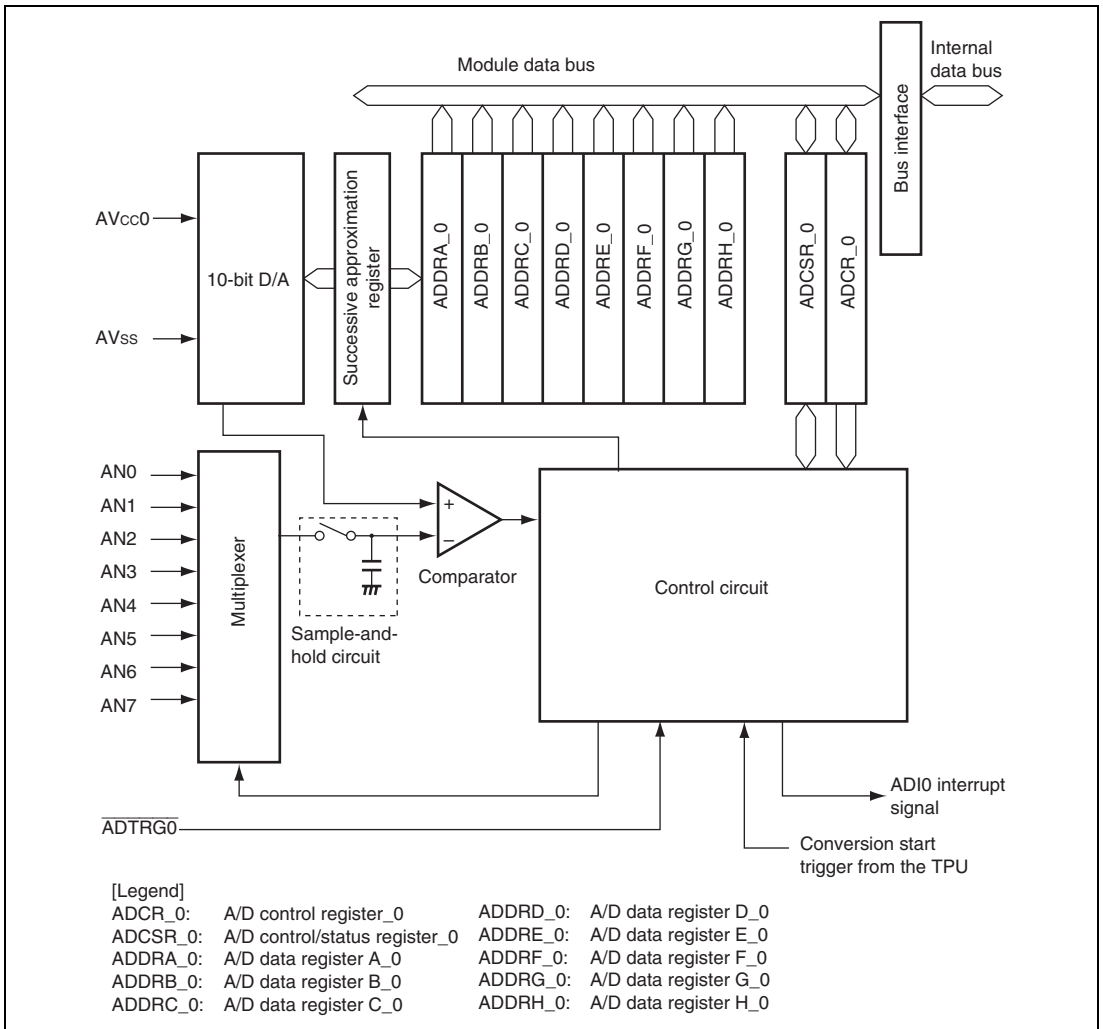 Module data bus
Internal
data bus
Bus interface
AVcc0
AVss
10-bit D/A
Successive approximation
register
ADDRA_0
ADDRB_0
ADDRC_0
ADDRD_0
ADDRE_0
ADDRF_0
ADDRG_0
ADDRH_0
ADCSR_0
ADCR_0
AN0
AN1
AN2
AN3
AN4
AN5
AN6
AN7
Multiplexer
+
–
Comparator
Sample-and-
hold circuit
Control circuit
ADI0 interrupt
signal
ADTRG0
Conversion start
trigger from the TPU
[Legend]
ADCR_0: A/D control register_0
ADCSR_0: A/D control/status register_0
ADDRA_0: A/D data register A_0
ADDRB_0: A/D data register B_0
ADDRC_0: A/D data register C_0
ADDRD_0: A/D data register D_0
ADDRE_0: A/D data register E_0
ADDRF_0: A/D data register F_0
ADDRG_0: A/D data register G_0
ADDRH_0: A/D data register H_0